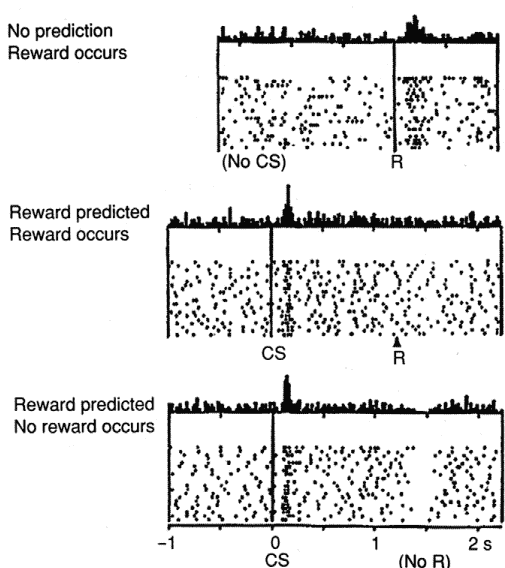 No prediction
Reward occurs
(No CS)
R
Reward predicted
Reward occurs
CS
R
Reward predicted
No reward occurs
-1
0
1
2 s
CS
(No R)